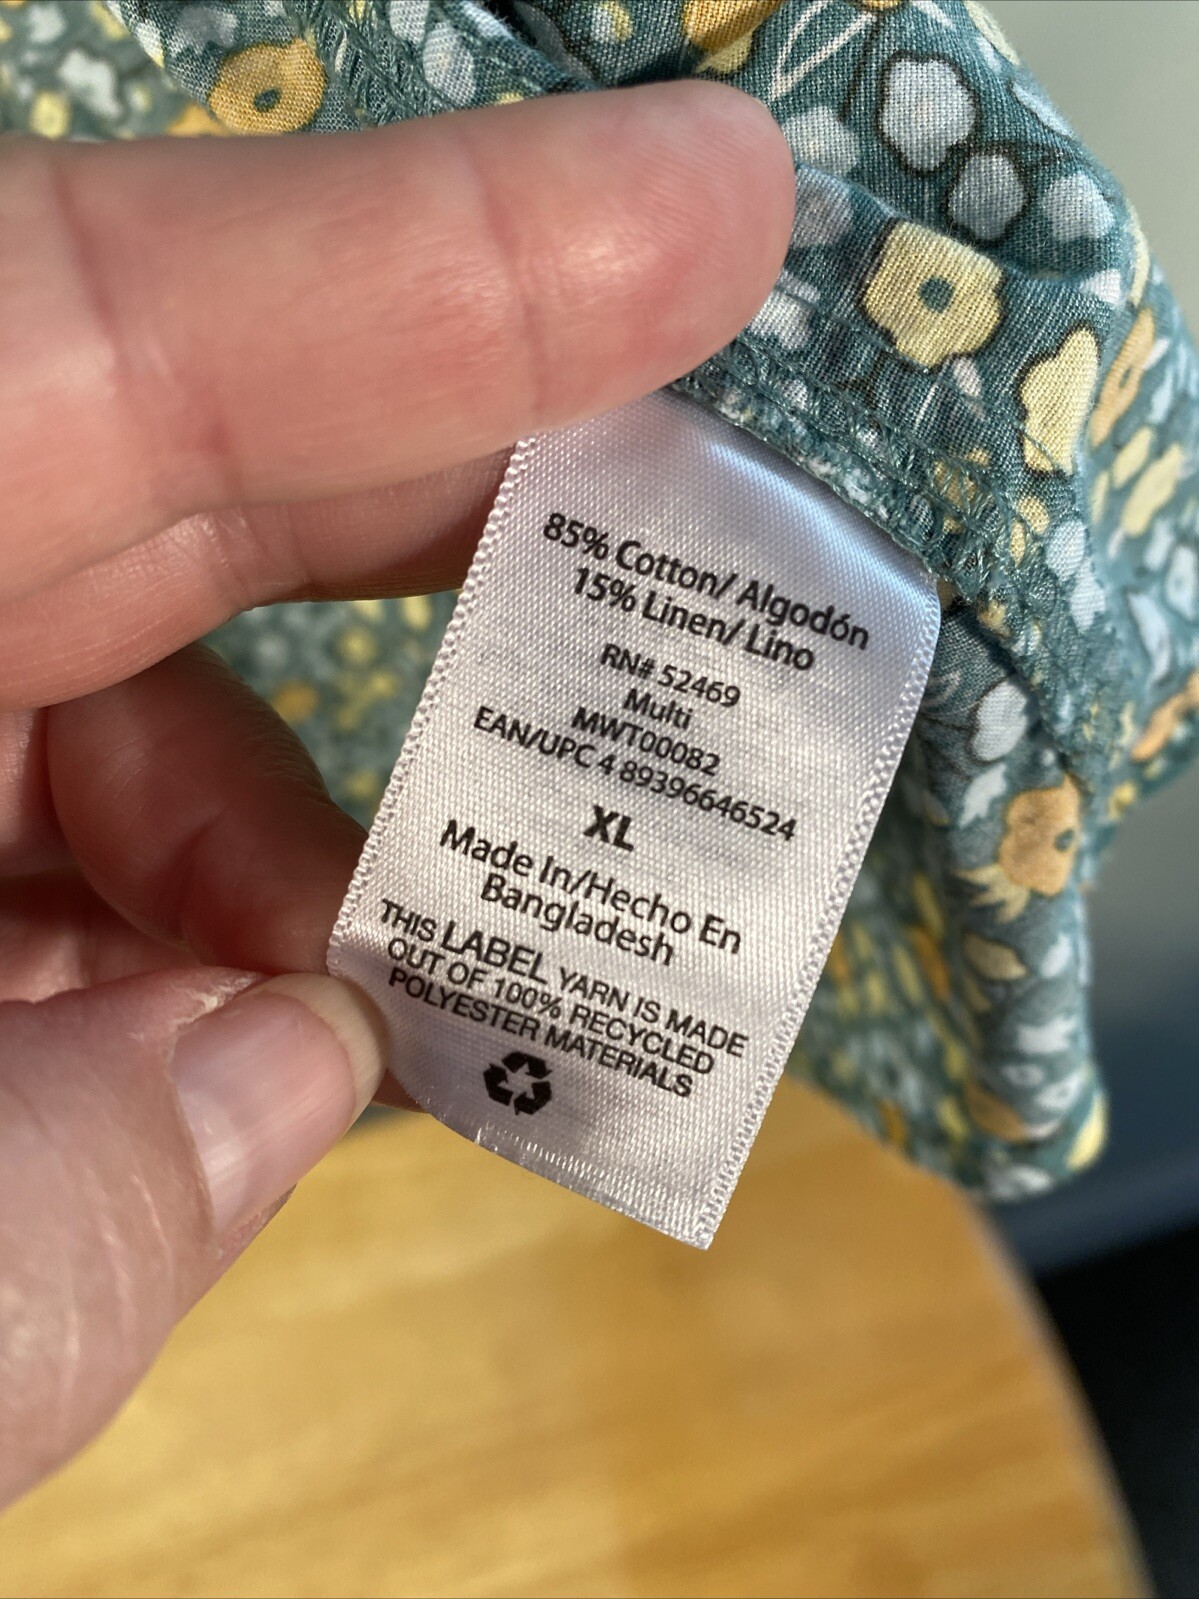 85% Cotton/ Algodón
15% Linen/ Lino
RN# 52469
Multi
MWT00082
EAN/UPC 4 89396646524
XL
Made In/Hecho En
Bangladesh
THIS LABEL YARN IS MADE
OUT OF 100% RECYCLED
POLYESTER MATERIALS